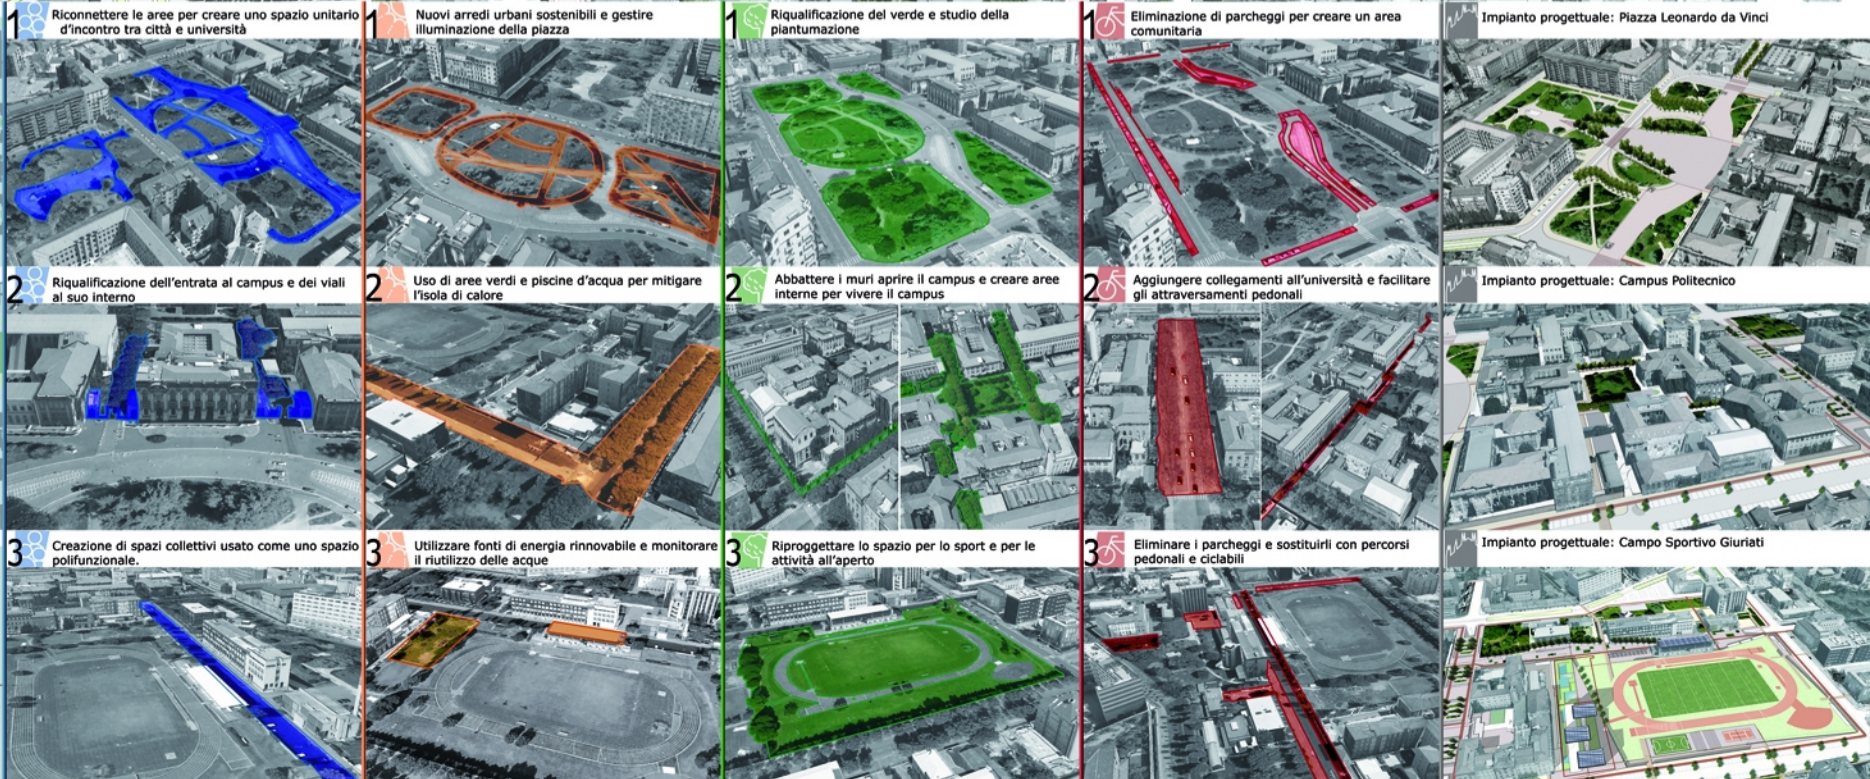 1
Riconnettere le aree per creare uno spazio unitario
d'incontro tra città e università
1
Nuovi arredi urbani sostenibili e gestire
illuminazione della piazza
1
Riqualificazione del verde e studio della
plantumazione
1
Eliminazione di parcheggi per creare un area
comunitaria
Impianto progettuale: Piazza Leonardo da Vinci
2
Riqualificazione dell'entrata al campus e dei viali
al suo interno
2
Uso di aree verdi e piscine d'acqua per mitigare
l'isola di calore
2
Abbattere i muri aprire il campus e creare aree
interne per vivere il campus
2
Aggiungere collegamenti all'università e facilitare
gli attraversamenti pedonali
Impianto progettuale: Campus Politecnico
3
Creazione di spazi collettivi usato come uno spazio
polifunzionale.
3
Utilizzare fonti di energia rinnovabile e monitorare
il riutilizzo delle acque
3
Riproggettare lo spazio per lo sport e per le
attività all'aperto
3
Eliminare i parcheggi e sostituirli con percorsi
pedonali e ciclabili
Impianto progettuale: Campo Sportivo Giuriati